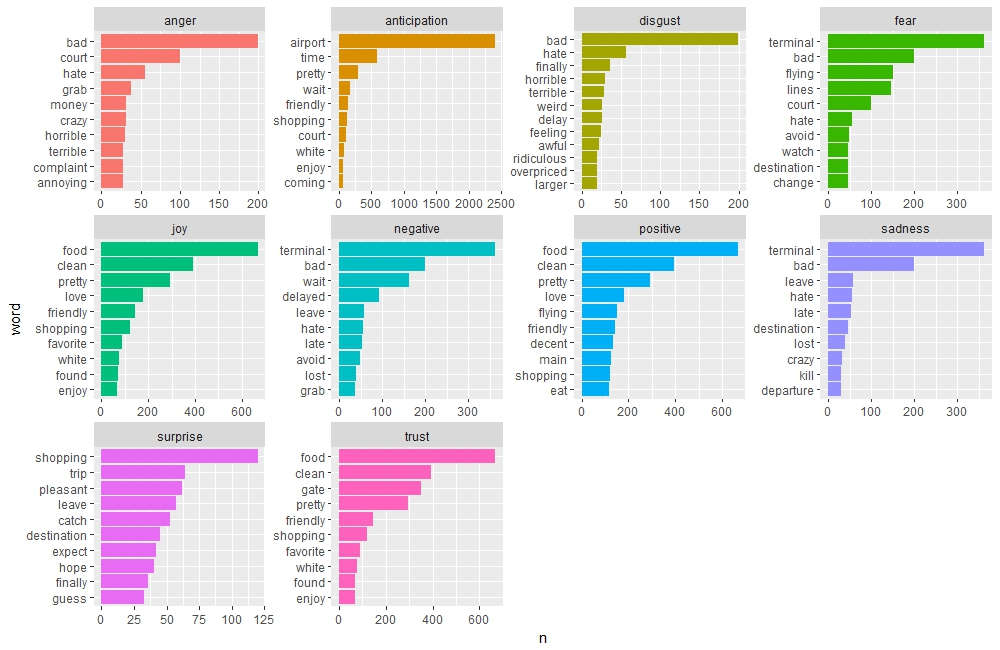 anger
bad
court
hate
grab
money
crazy
horrible
terrible
complaint
annoying
0 50 100 150 200
anticipation
airport
time
pretty
wait
friendly
shopping
court
white
enjoy
coming
0 500 1000 1500 2000 2500
disgust
bad
hate
finally
horrible
terrible
weird
delay
feeling
awful
ridiculous
overpriced
larger
0 50 100 150 200
fear
terminal
bad
flying
lines
court
hate
avoid
watch
destination
change
0 100 200 300
joy
food
clean
pretty
love
friendly
shopping
favorite
white
found
enjoy
0 200 400 600
negative
terminal
bad
wait
delayed
leave
hate
late
avoid
lost
grab
0 100 200 300
positive
food
clean
pretty
love
flying
friendly
decent
main
shopping
eat
0 200 400 600
sadness
terminal
bad
leave
hate
late
destination
lost
crazy
kill
departure
0 100 200 300
surprise
shopping
trip
pleasant
leave
catch
destination
expect
hope
finally
guess
0 25 50 75 100 125
trust
food
clean
gate
pretty
friendly
shopping
favorite
white
found
enjoy
0 200 400 600
word
n